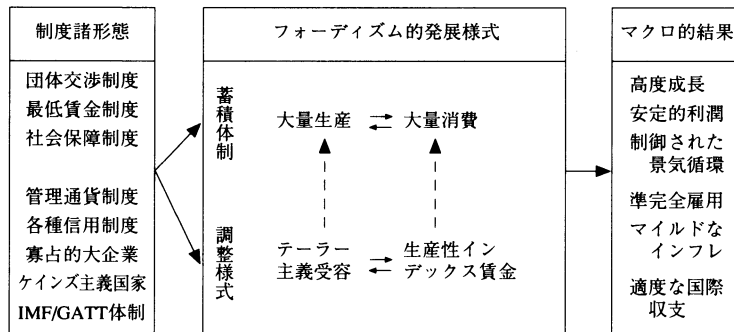 制度諸形態
団体交渉制度
最低賃金制度
社会保障制度
管理通貨制度
各種信用制度
寡占的大企業
ケインズ主義国家
IMF/GATT体制
フォーディズム的発展様式
蓄積体制
大量生産
大量消費
調整様式
テーラー
主義受容
生産性イン
デックス賃金
マクロ的結果
高度成長
安定的利潤
制御された
景気循環
準完全雇用
マイルドな
インフレ
適度な国際
収支